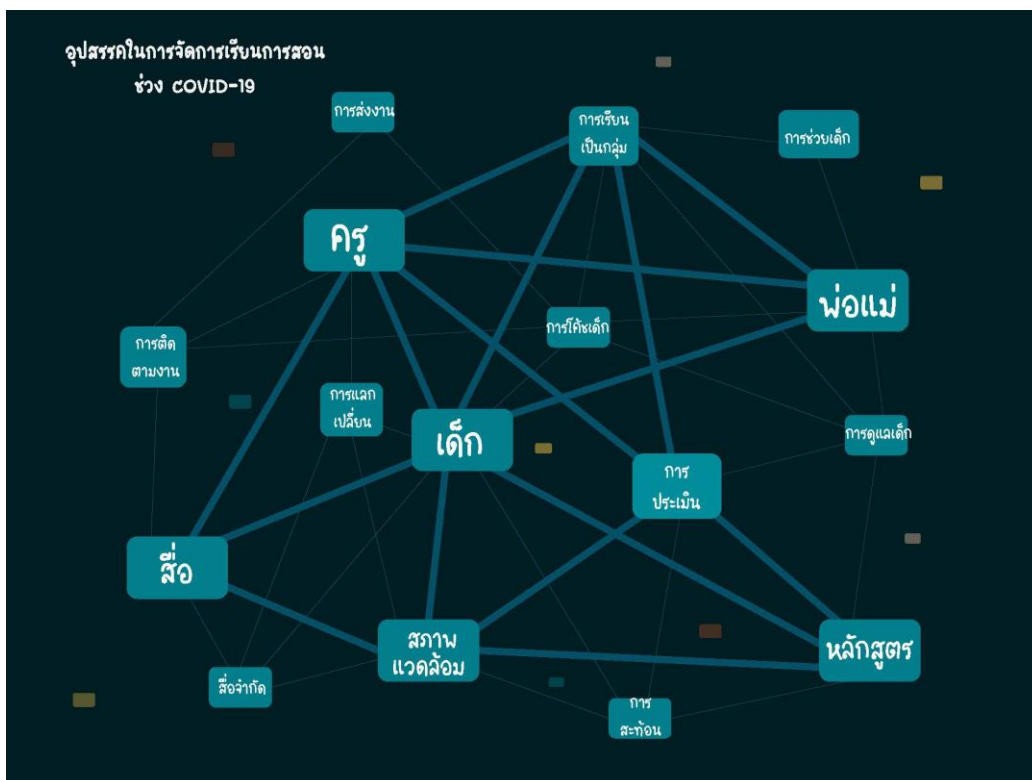 อุปสรรคในการจัดการเรียนการสอน
ช่วง COVID-19
การส่งงาน
การเรียน
เป็นกลุ่ม
การช่วยเด็ก
ครู
พ่อแม่
การโค้ชเด็ก
การติด
ตามงาน
การแลก
เปลี่ยน
เด็ก
การดูแลเด็ก
การ
ประเมิน
สื่อ
สภาพ
แวดล้อม
หลักสูตร
สื่อจำกัด
การ
สะท้อน